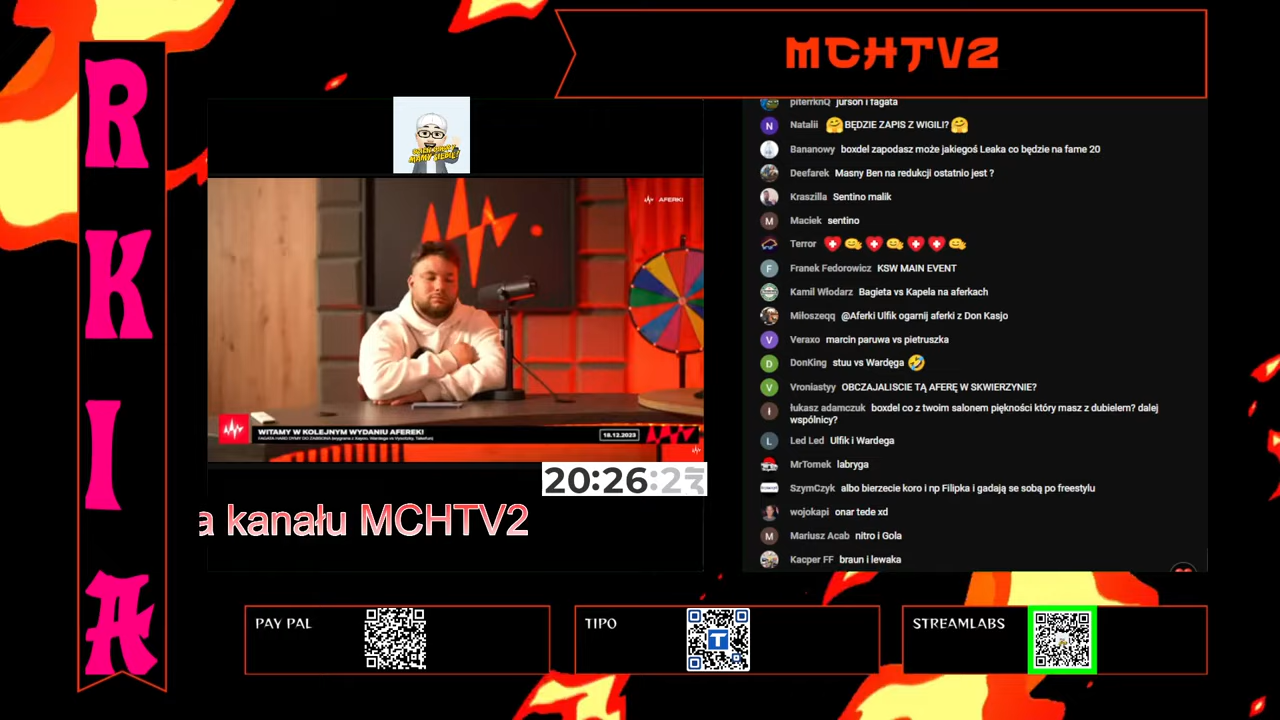 RKIA
MCHTV2
piterrknQ jurson i fagata
Natalii BĘDZIE ZAPIS Z WIGILI?
Bananowy boxdel zapodasz może jakiegoś Leaka co będzie na fame 20
Deefarek Masny Ben na redukcji ostatnio jest ?
Kraszilla Sentino malik
Maciek sentino
Terror
Franek Fedorowicz KSW MAIN EVENT
Kamil Włodarz Bagieta vs Kapela na aferkach
Miłoszeqq @Aferki Ulfik ogarnij aferki z Don Kasjo
Veraxo marcin paruwa vs pietruszka
DonKing stuu vs Wardęga
Vroniastyy OBCZAJALISCIE TĄ AFERĘ W SKWIERZYNIE?
łukasz adamczuk boxdel co z twoim salonem piękności który masz z dubielem? dalej
wspólnicy?
Led Led Ulfik i Wardega
MrTomek labryga
SzymCzyk albo bierzecie koro i np Filipka i gadają se sobą po freestylu
wojokapi onar tede xd
Mariusz Acab nitro i Gola
Kacper FF braun i lewaka
MAMY CIEBIE!
AFERKI
WITAMY W KOLEJNYM WYDANIU AFEREK!
18.12.2023
20:26
a kanału MCHTV2
PAY PAL
TIPO
T
STREAMLABS